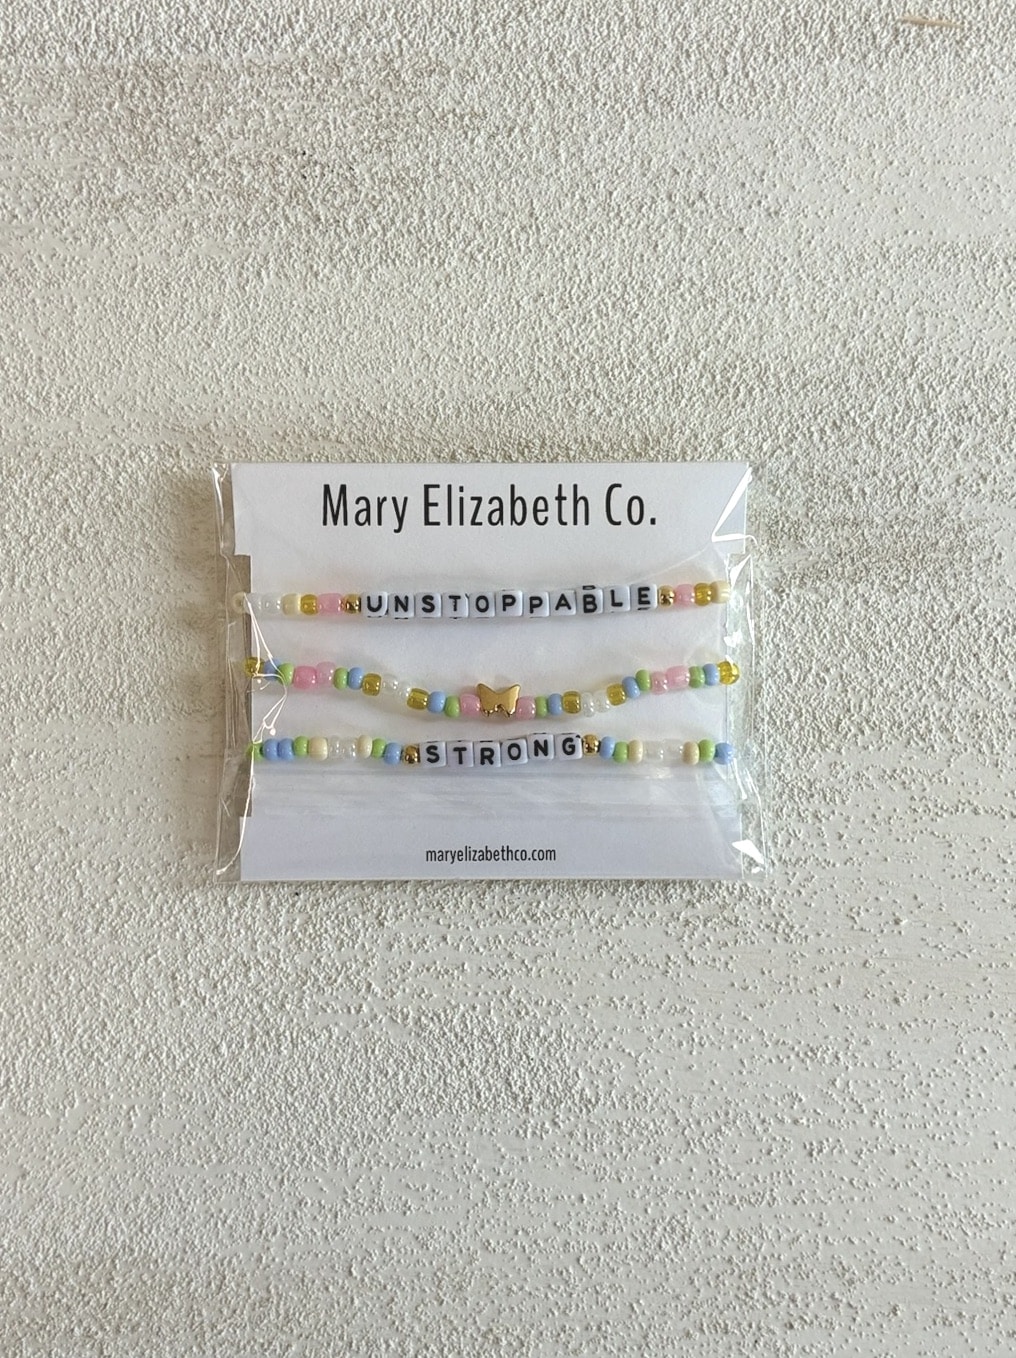 Mary Elizabeth Co.
UNSTOPPABLE
STRONG
maryelizabethco.com